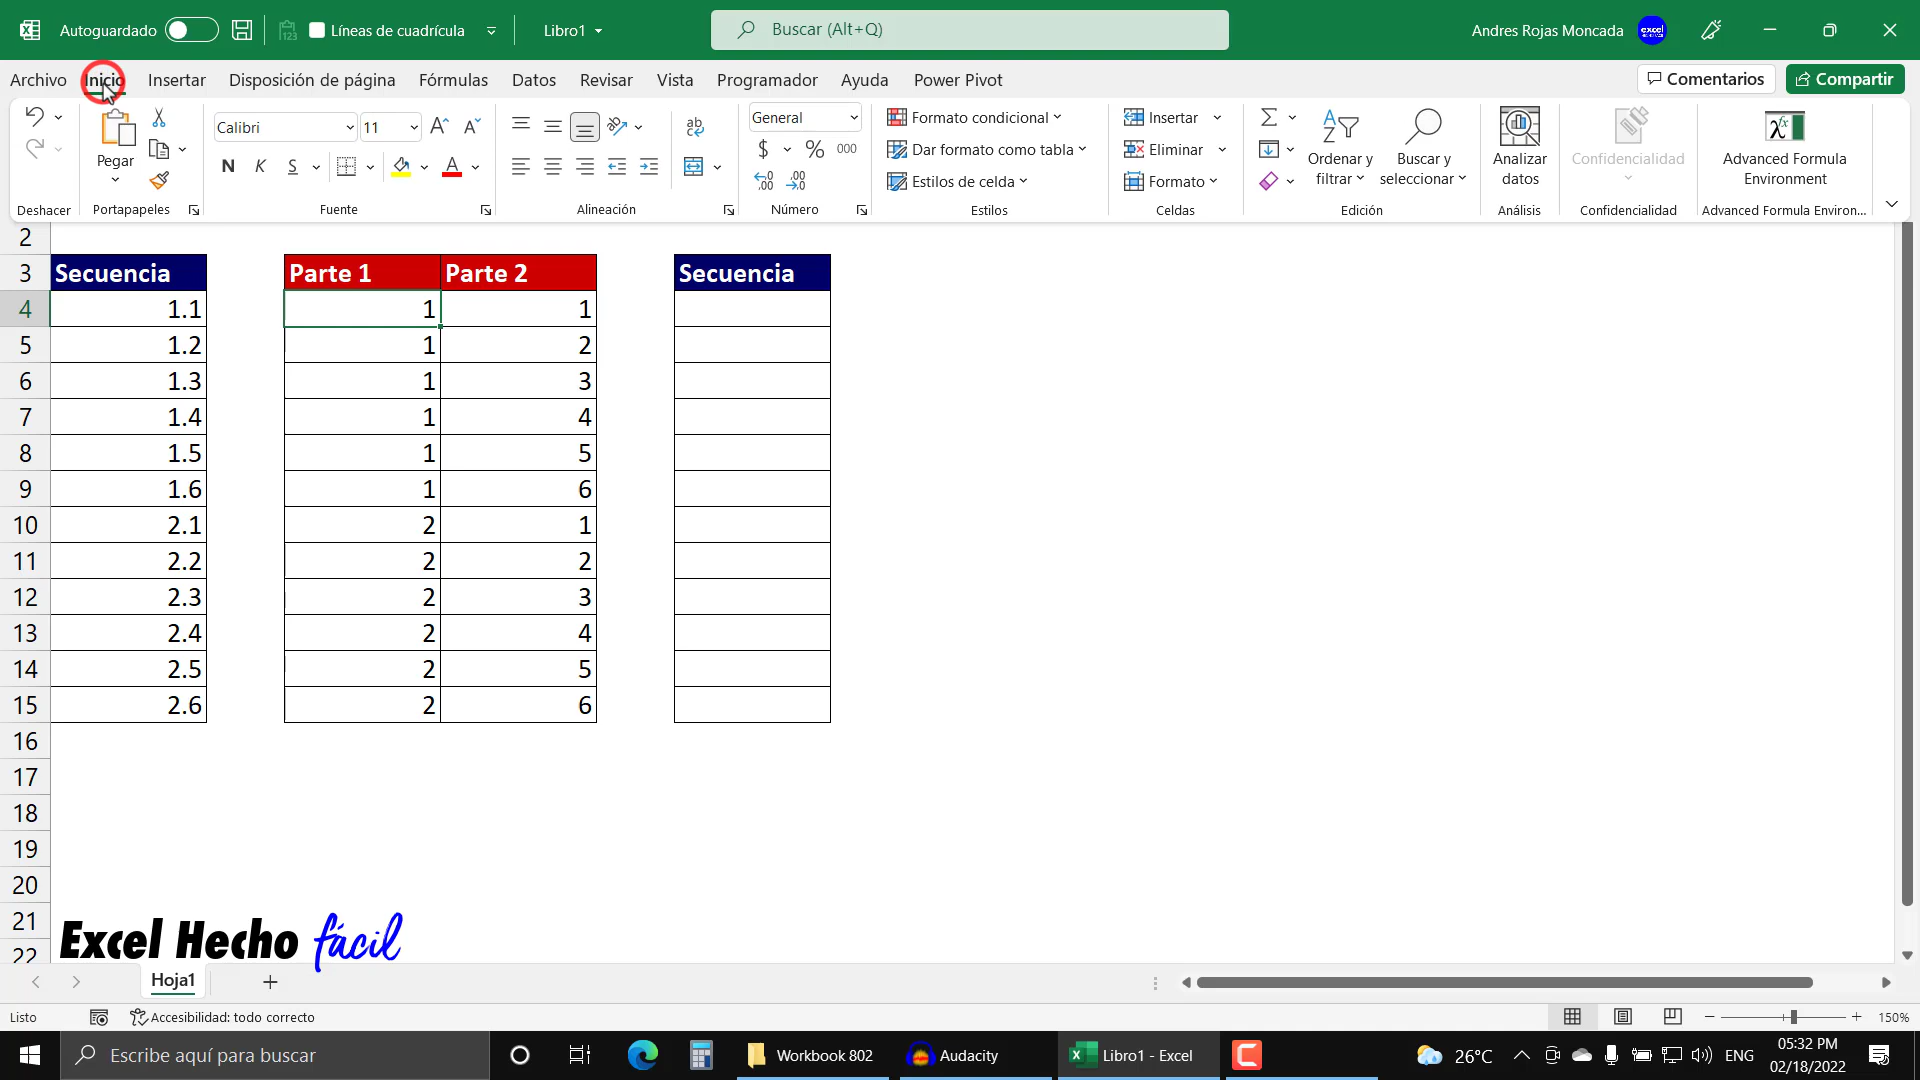 Autoguardado
Líneas de cuadrícula
Libro1
Buscar (Alt+Q)
Andres Rojas Moncada
Archivo Inicio Insertar Disposición de página Fórmulas Datos Revisar Vista Programador Ayuda Power Pivot
Comentarios
Compartir
Deshacer
Pegar
Portapapeles
Calibri 11
N K S
Fuente
Alineación
General
$ % 000
Número
Formato condicional
Dar formato como tabla
Estilos de celda
Estilos
Insertar
Eliminar
Formato
Celdas
Ordenar y
filtrar
Buscar y
seleccionar
Edición
Analizar
datos
Análisis
Confidencialidad
Confidencialidad
Advanced Formula
Environment
Advanced Formula Environ...
2
3 Secuencia Parte 1 Parte 2 Secuencia
4 1.1 1 1
5 1.2 1 2
6 1.3 1 3
7 1.4 1 4
8 1.5 1 5
9 1.6 1 6
10 2.1 2 1
11 2.2 2 2
12 2.3 2 3
13 2.4 2 4
14 2.5 2 5
15 2.6 2 6
16
17
18
19
20
21
22
Excel Hecho fácil
Hoja1
Listo
Accesibilidad: todo correcto
150%
Escribe aquí para buscar
Workbook 802
Audacity
Libro1 - Excel
26°C
ENG
05:32 PM
02/18/2022